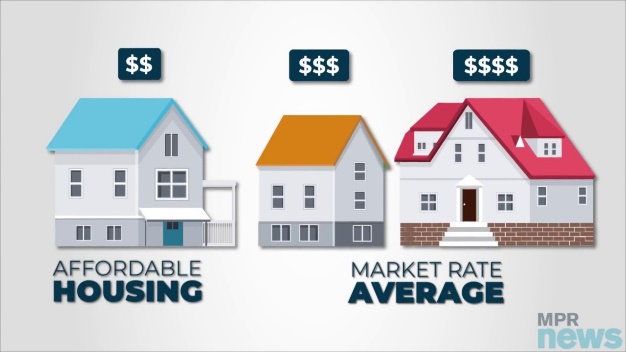 $$
$$$
$$$$
AFFORDABLE
HOUSING
MARKET RATE
AVERAGE
MPR
news